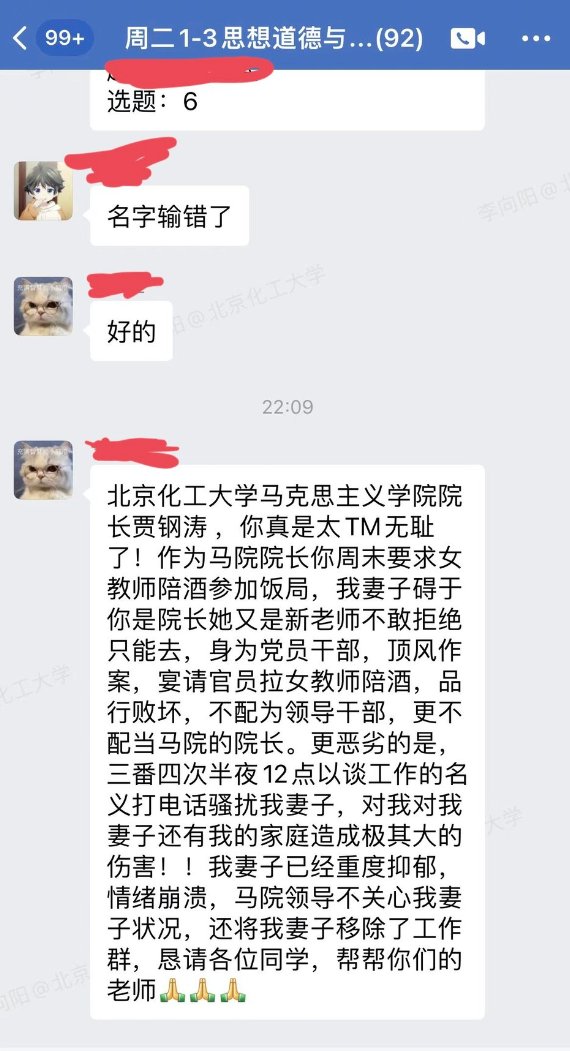 99+
周二1-3思想道德与...(92)
选题：6
名字输错了
好的
22:09
北京化工大学马克思主义学院院
长贾钢涛，你真是太TM无耻
了！作为马院院长你周末要求女
教师陪酒参加饭局，我妻子碍于
你是院长她又是新老师不敢拒绝
只能去，身为党员干部，顶风作
案，宴请官员拉女教师陪酒，品
行败坏，不配为领导干部，更不
配当马院的院长。更恶劣的是，
三番四次半夜12点以谈工作的名
义打电话骚扰我妻子，对我对我
妻子还有我的家庭造成极其大的
伤害！！我妻子已经重度抑郁，
情绪崩溃，马院领导不关心我妻
子状况，还将我妻子移除了工作
群，恳请各位同学，帮帮你们的
老师🙏🙏🙏
李向阳@北
阳@北京化工大学
化工大学
大学
向阳@北京